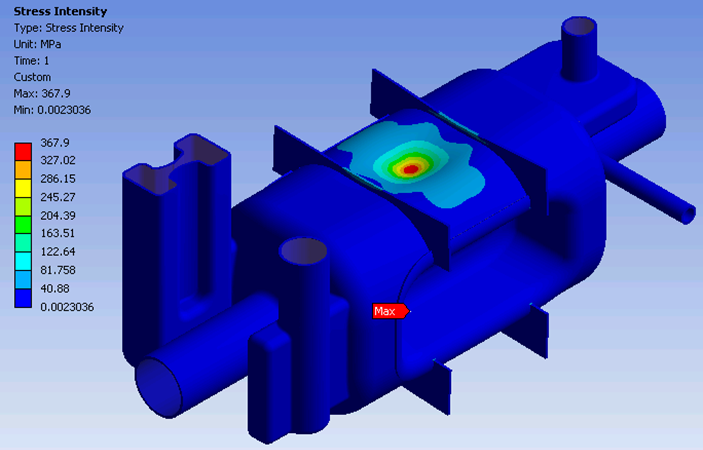 Stress Intensity
Type: Stress Intensity
Unit: MPa
Time: 1
Custom
Max: 367.9
Min: 0.0023036
367.9
327.02
286.15
245.27
204.39
163.51
122.64
81.758
40.88
0.0023036
Max